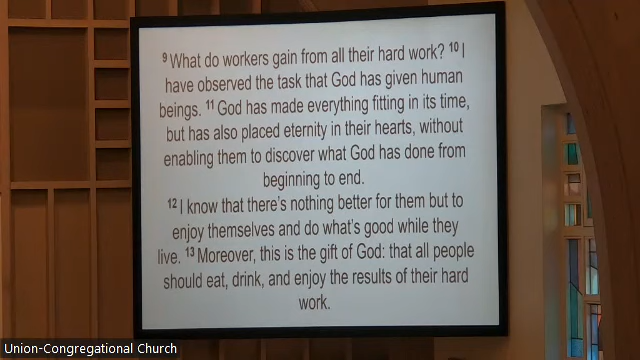 ⁹ What do workers gain from all their hard work? ¹⁰ I
have observed the task that God has given human
beings. ¹¹ God has made everything fitting in its time,
but has also placed eternity in their hearts, without
enabling them to discover what God has done from
beginning to end.
¹² I know that there's nothing better for them but to
enjoy themselves and do what's good while they
live. ¹³ Moreover, this is the gift of God: that all people
should eat, drink, and enjoy the results of their hard
work.
Union-Congregational Church